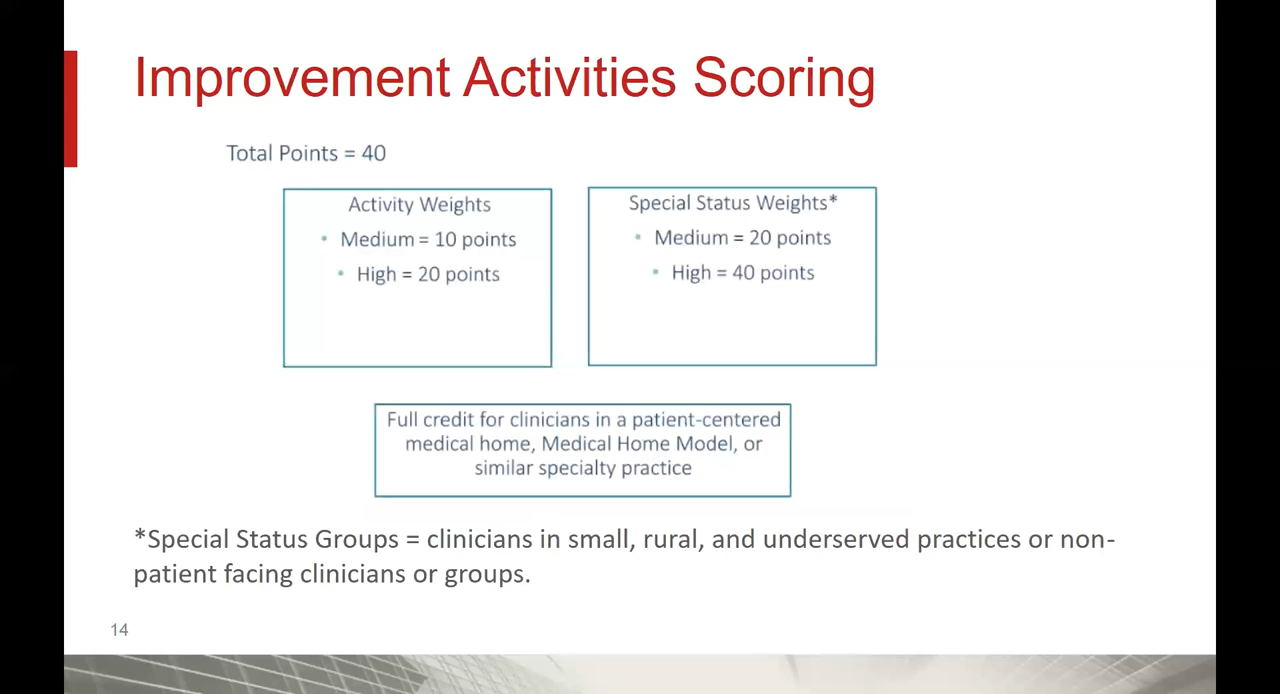 Improvement Activities Scoring
Total Points = 40
Activity Weights
• Medium = 10 points
• High = 20 points
Special Status Weights*
• Medium = 20 points
• High = 40 points
Full credit for clinicians in a patient-centered
medical home, Medical Home Model, or
similar specialty practice
*Special Status Groups = clinicians in small, rural, and underserved practices or non-
patient facing clinicians or groups.
14